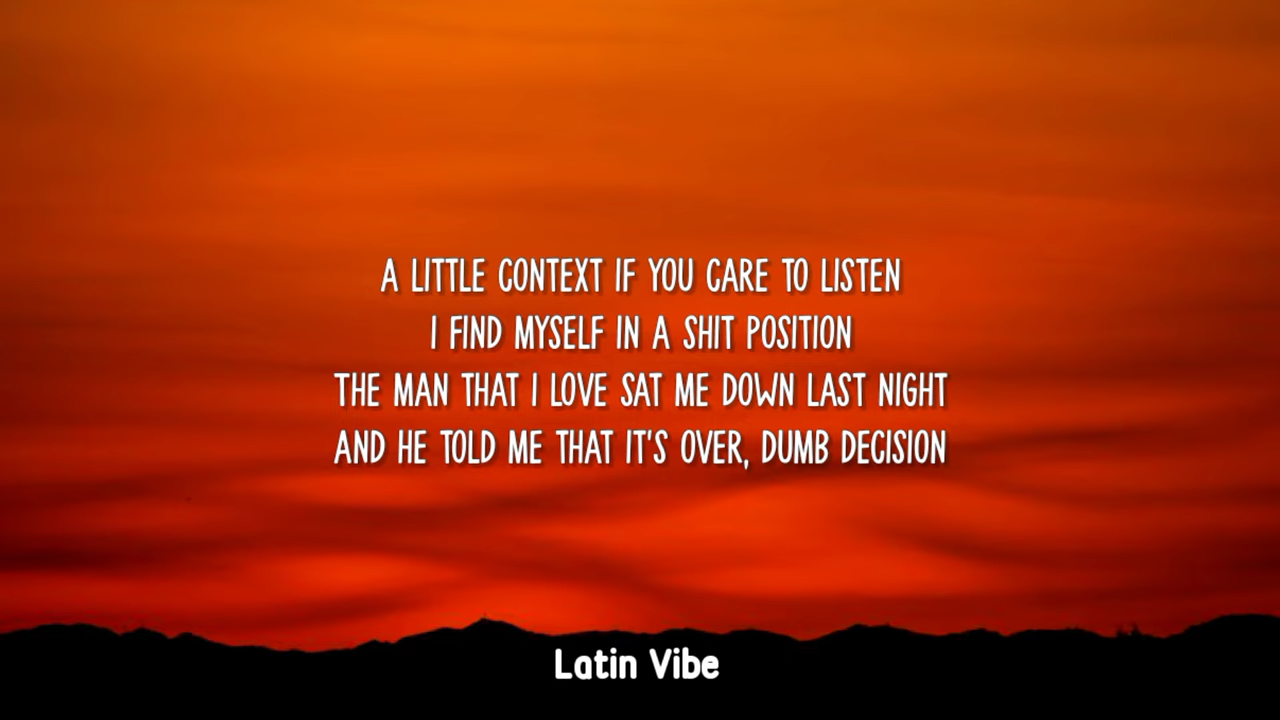 A LITTLE CONTEXT IF YOU CARE TO LISTEN
I FIND MYSELF IN A SHIT POSITION
THE MAN THAT I LOVE SAT ME DOWN LAST NIGHT
AND HE TOLD ME THAT IT'S OVER, DUMB DECISION
Latin Vibe